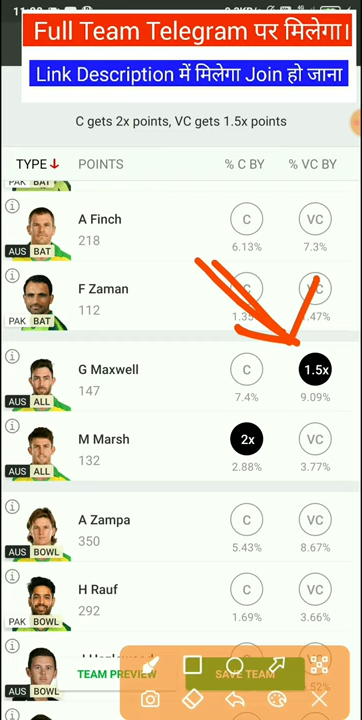 Full Team Telegram पर मिलेगा।
Link Description में मिलेगा Join हो जाना
C gets 2x points, VC gets 1.5x points
TYPE POINTS % C BY % VC BY
PAK BAT
A Finch
218
C VC
6.13% 7.3%
AUS BAT
F Zaman
112
C VC
PAK BAT
G Maxwell
147
C 1.5x
7.4% 9.09%
AUS ALL
M Marsh
132
2x VC
2.88% 3.77%
AUS ALL
A Zampa
350
C VC
5.43% 8.67%
AUS BOWL
H Rauf
292
C VC
1.69% 3.66%
PAK BOWL
TEAM PREVIEW SAVE TEAM
AUS BOWL